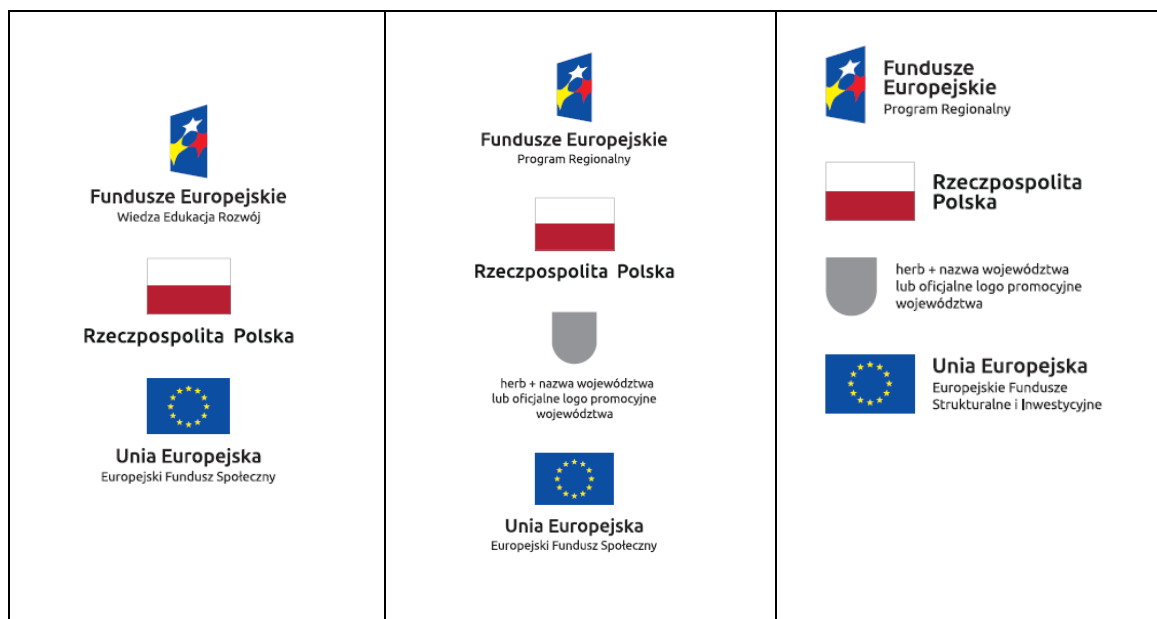 Fundusze Europejskie
Wiedza Edukacja Rozwój
Rzeczpospolita Polska
Unia Europejska
Europejski Fundusz Społeczny
Fundusze Europejskie
Program Regionalny
Rzeczpospolita Polska
herb + nazwa województwa
lub oficjalne logo promocyjne
województwa
Unia Europejska
Europejski Fundusz Społeczny
Fundusze
Europejskie
Program Regionalny
Rzeczpospolita
Polska
herb + nazwa województwa
lub oficjalne logo promocyjne
województwa
Unia Europejska
Europejskie Fundusze
Strukturalne i Inwestycyjne